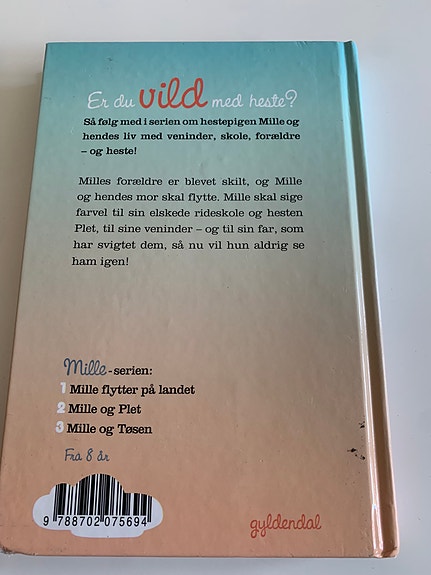 Er du vild med heste?
Så følg med i serien om hestepigen Mille og
hendes liv med veninder, skole, forældre
– og heste!
Milles forældre er blevet skilt, og Mille
og hendes mor skal flytte. Mille skal sige
farvel til sin elskede rideskole og hesten
Plet, til sine veninder – og til sin far, som
har svigtet dem, så nu vil hun aldrig se
ham igen!
Mille-serien:
1 Mille flytter på landet
2 Mille og Plet
3 Mille og Tøsen
Fra 8 år
9 788702 075694
gyldendal